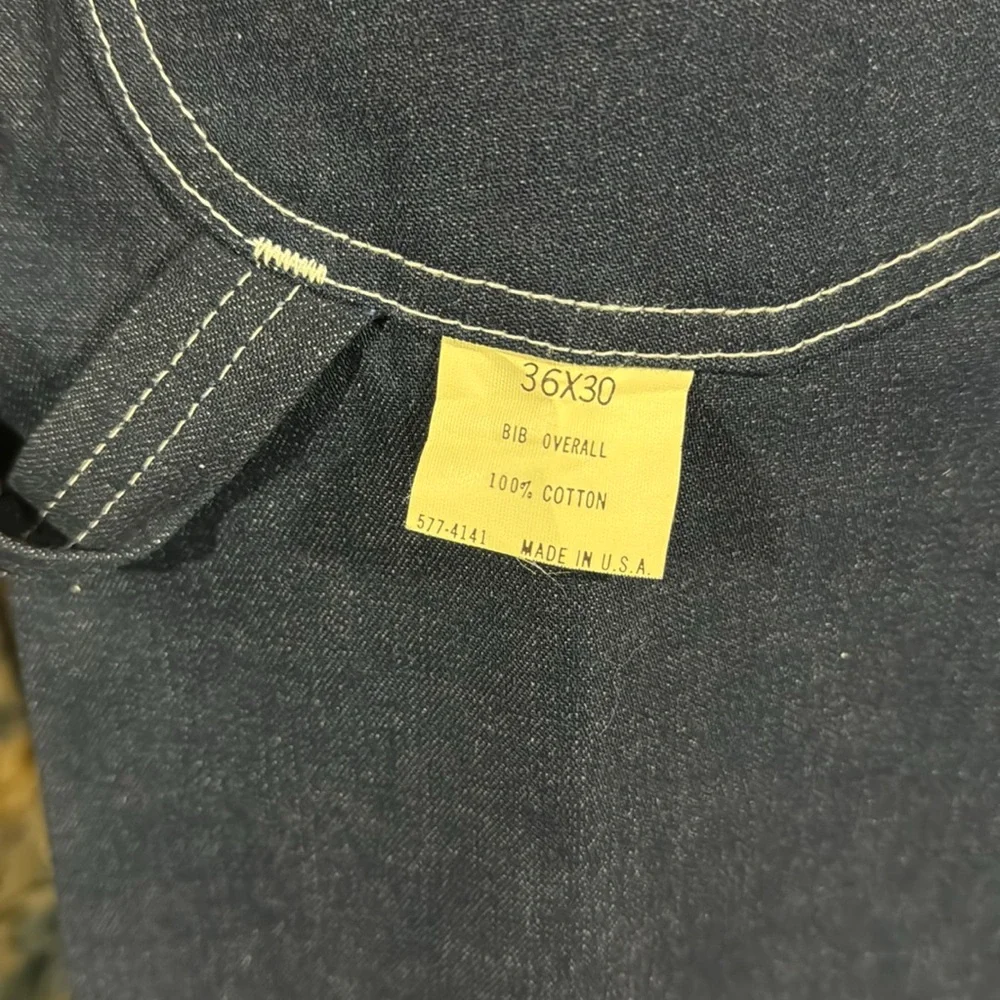 36X30
BIB OVERALL
100% COTTON
577-4141 MADE IN U.S.A.